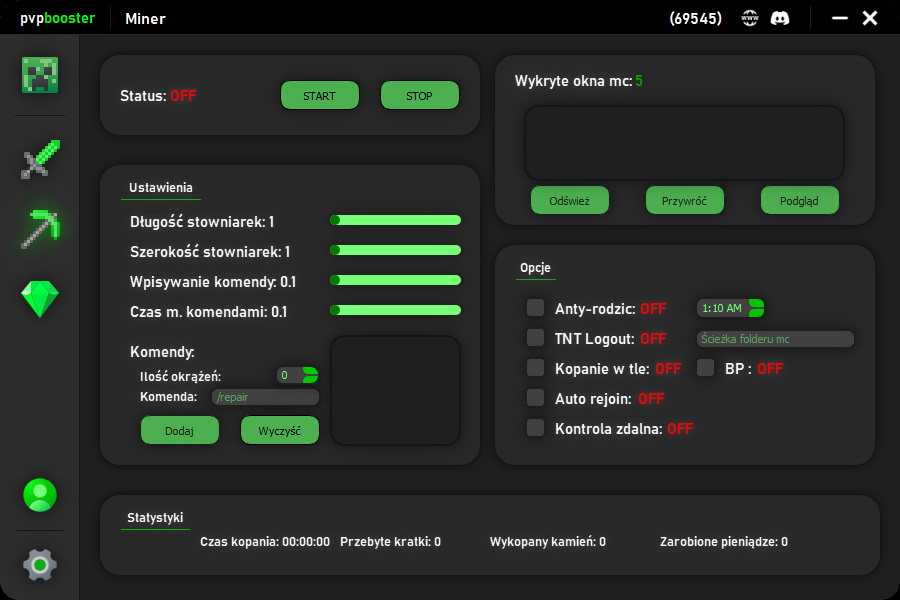 pvpbooster Miner (69545) www
Status: OFF START STOP
Wykryte okna mc: 5
Odśwież Przywróć Podgląd
Ustawienia
Długość stowniarek: 1
Szerokość stowniarek: 1
Wpisywanie komendy: 0.1
Czas m. komendami: 0.1
Komendy:
Ilość okrążeń: 0
Komenda: /repair
Dodaj Wyczyść
Opcje
Anty-rodzic: OFF 1:10 AM
TNT Logout: OFF Ścieżka folderu mc
Kopanie w tle: OFF BP : OFF
Auto rejoin: OFF
Kontrola zdalna: OFF
Statystyki
Czas kopania: 00:00:00 Przebyte kratki: 0 Wykopany kamień: 0 Zarobione pieniądze: 0